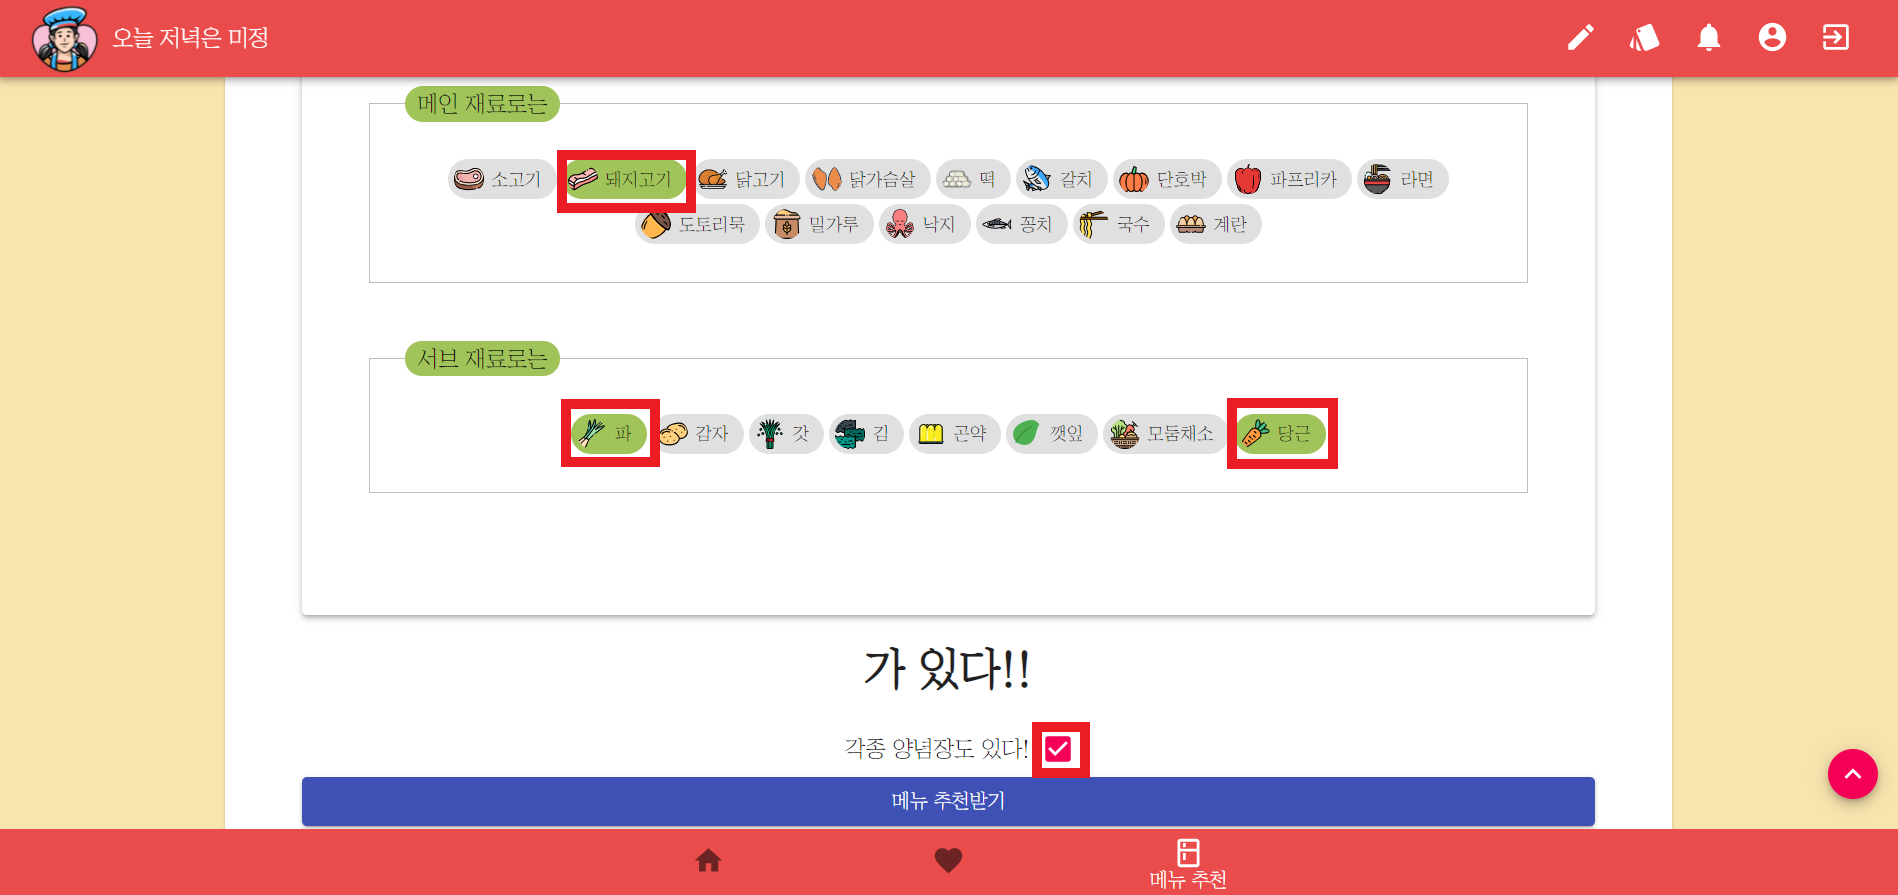 오늘 저녁은 미정
메인 재료로는
소고기 돼지고기 닭고기 닭가슴살 떡 갈치 단호박 파프리카 라면
도토리묵 밀가루 낙지 꽁치 국수 계란
서브 재료로는
파 감자 갓 김 곤약 깻잎 모둠채소 당근
가 있다!!
각종 양념장도 있다!
메뉴 추천받기
메뉴 추천